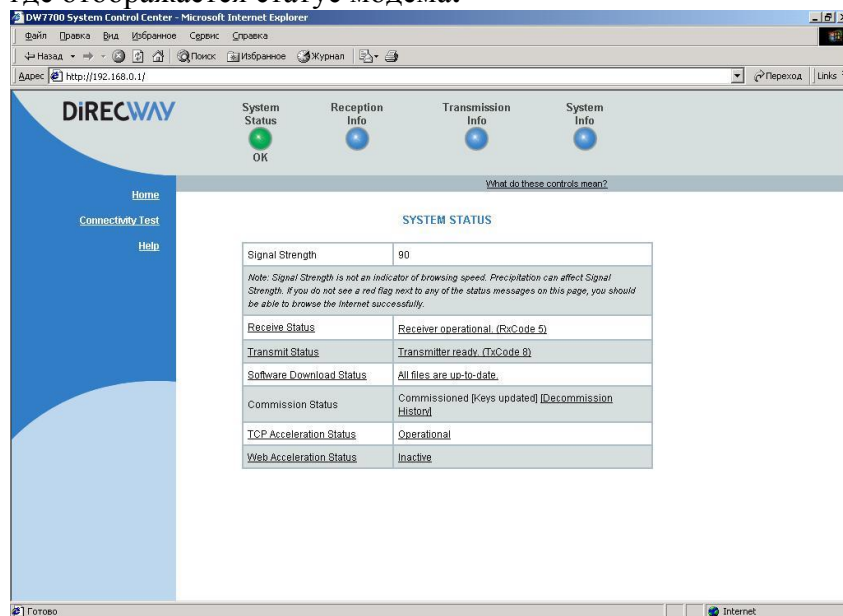 где отображается статус модема.
DW7700 System Control Center - Microsoft Internet Explorer
Файл Правка Вид Избранное Сервис Справка
Назад Поиск Избранное Журнал
Адрес http://192.168.0.1/ Переход Links
DIRECWAY
System Status
Reception Info
Transmission Info
System Info
OK
What do these controls mean?
Home
Connectivity Test
Help
SYSTEM STATUS
Signal Strength 90
Note: Signal Strength is not an indicator of browsing speed. Precipitation can affect Signal
Strength. If you do not see a red flag next to any of the status messages on this page, you should
be able to browse the Internet successfully.
Receive Status Receiver operational. (RxCode 5)
Transmit Status Transmitter ready. (TxCode 8)
Software Download Status All files are up-to-date.
Commission Status Commissioned [Keys updated] [Decommission
History]
TCP Acceleration Status Operational
Web Acceleration Status Inactive
Готово Internet